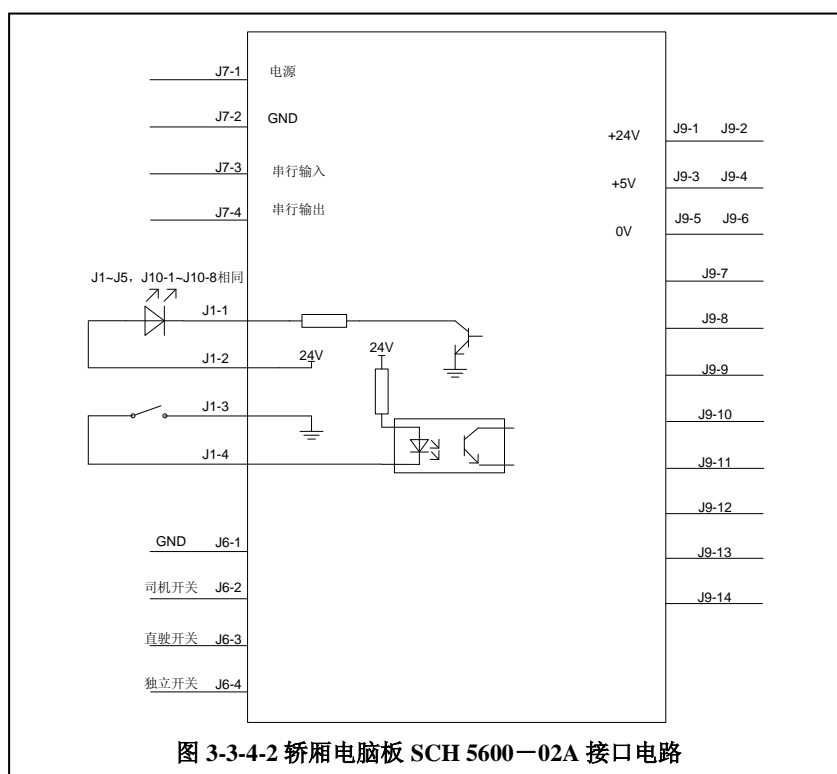 J7-1 电源
J7-2 GND
J7-3 串行输入
J7-4 串行输出
+24V J9-1 J9-2
+5V J9-3 J9-4
0V J9-5 J9-6
J9-7
J9-8
J9-9
J9-10
J9-11
J9-12
J9-13
J9-14
J1~J5，J10-1~J10-8相同
J1-1
J1-2 24V 24V
J1-3
J1-4
GND J6-1
司机开关 J6-2
直驶开关 J6-3
独立开关 J6-4
图 3-3-4-2 轿厢电脑板 SCH 5600－02A 接口电路